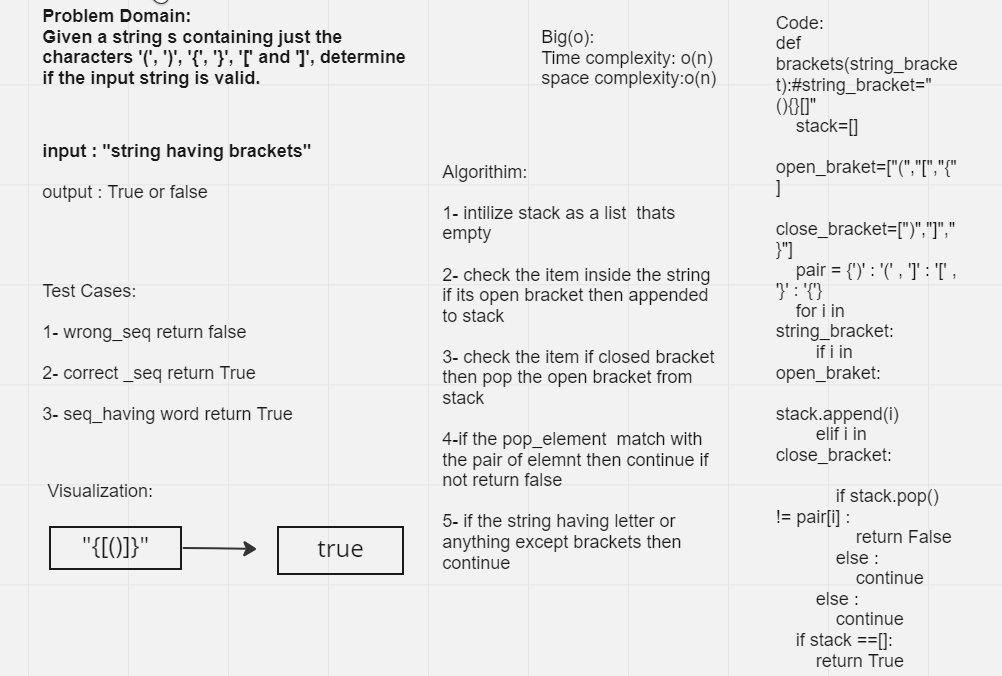 Problem Domain:
Given a string s containing just the
characters '(', ')', '{', '}', '[' and ']', determine
if the input string is valid.
input : "string having brackets"
output : True or false
Test Cases:
1- wrong_seq return false
2- correct _seq return True
3- seq_having word return True
Visualization:
"{[()]}"
true
Big(o):
Time complexity: o(n)
space complexity:o(n)
Algorithim:
1- intilize stack as a list  thats
empty
2- check the item inside the string
if its open bracket then appended
to stack
3- check the item if closed bracket
then pop the open bracket from
stack
4-if the pop_element  match with
the pair of elemnt then continue if
not return false
5- if the string having letter or
anything except brackets then
continue
Code:
def
brackets(string_bracke
t):#string_bracket="
(){}[]"
    stack=[]
open_braket=["(","[","{"
]
close_bracket=[")","]","
}"]
    pair = {')' : '(' , ']' : '[' ,
'}' : '{'}
    for i in
string_bracket:
        if i in
open_braket:
stack.append(i)
        elif i in
close_bracket:
            if stack.pop()
!= pair[i] :
                return False
            else :
                continue
        else :
            continue
    if stack ==[]:
        return True